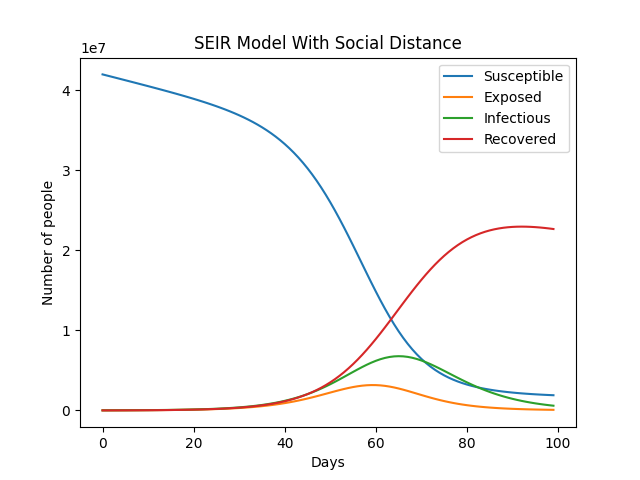 SEIR Model With Social Distance
1e7
4
3
2
1
0
Number of people
0 20 40 60 80 100
Days
Susceptible
Exposed
Infectious
Recovered